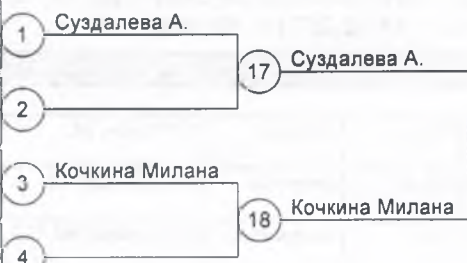 1 Суздалева А.
17 Суздалева А.
2
3 Кочкина Милана
18 Кочкина Милана
4